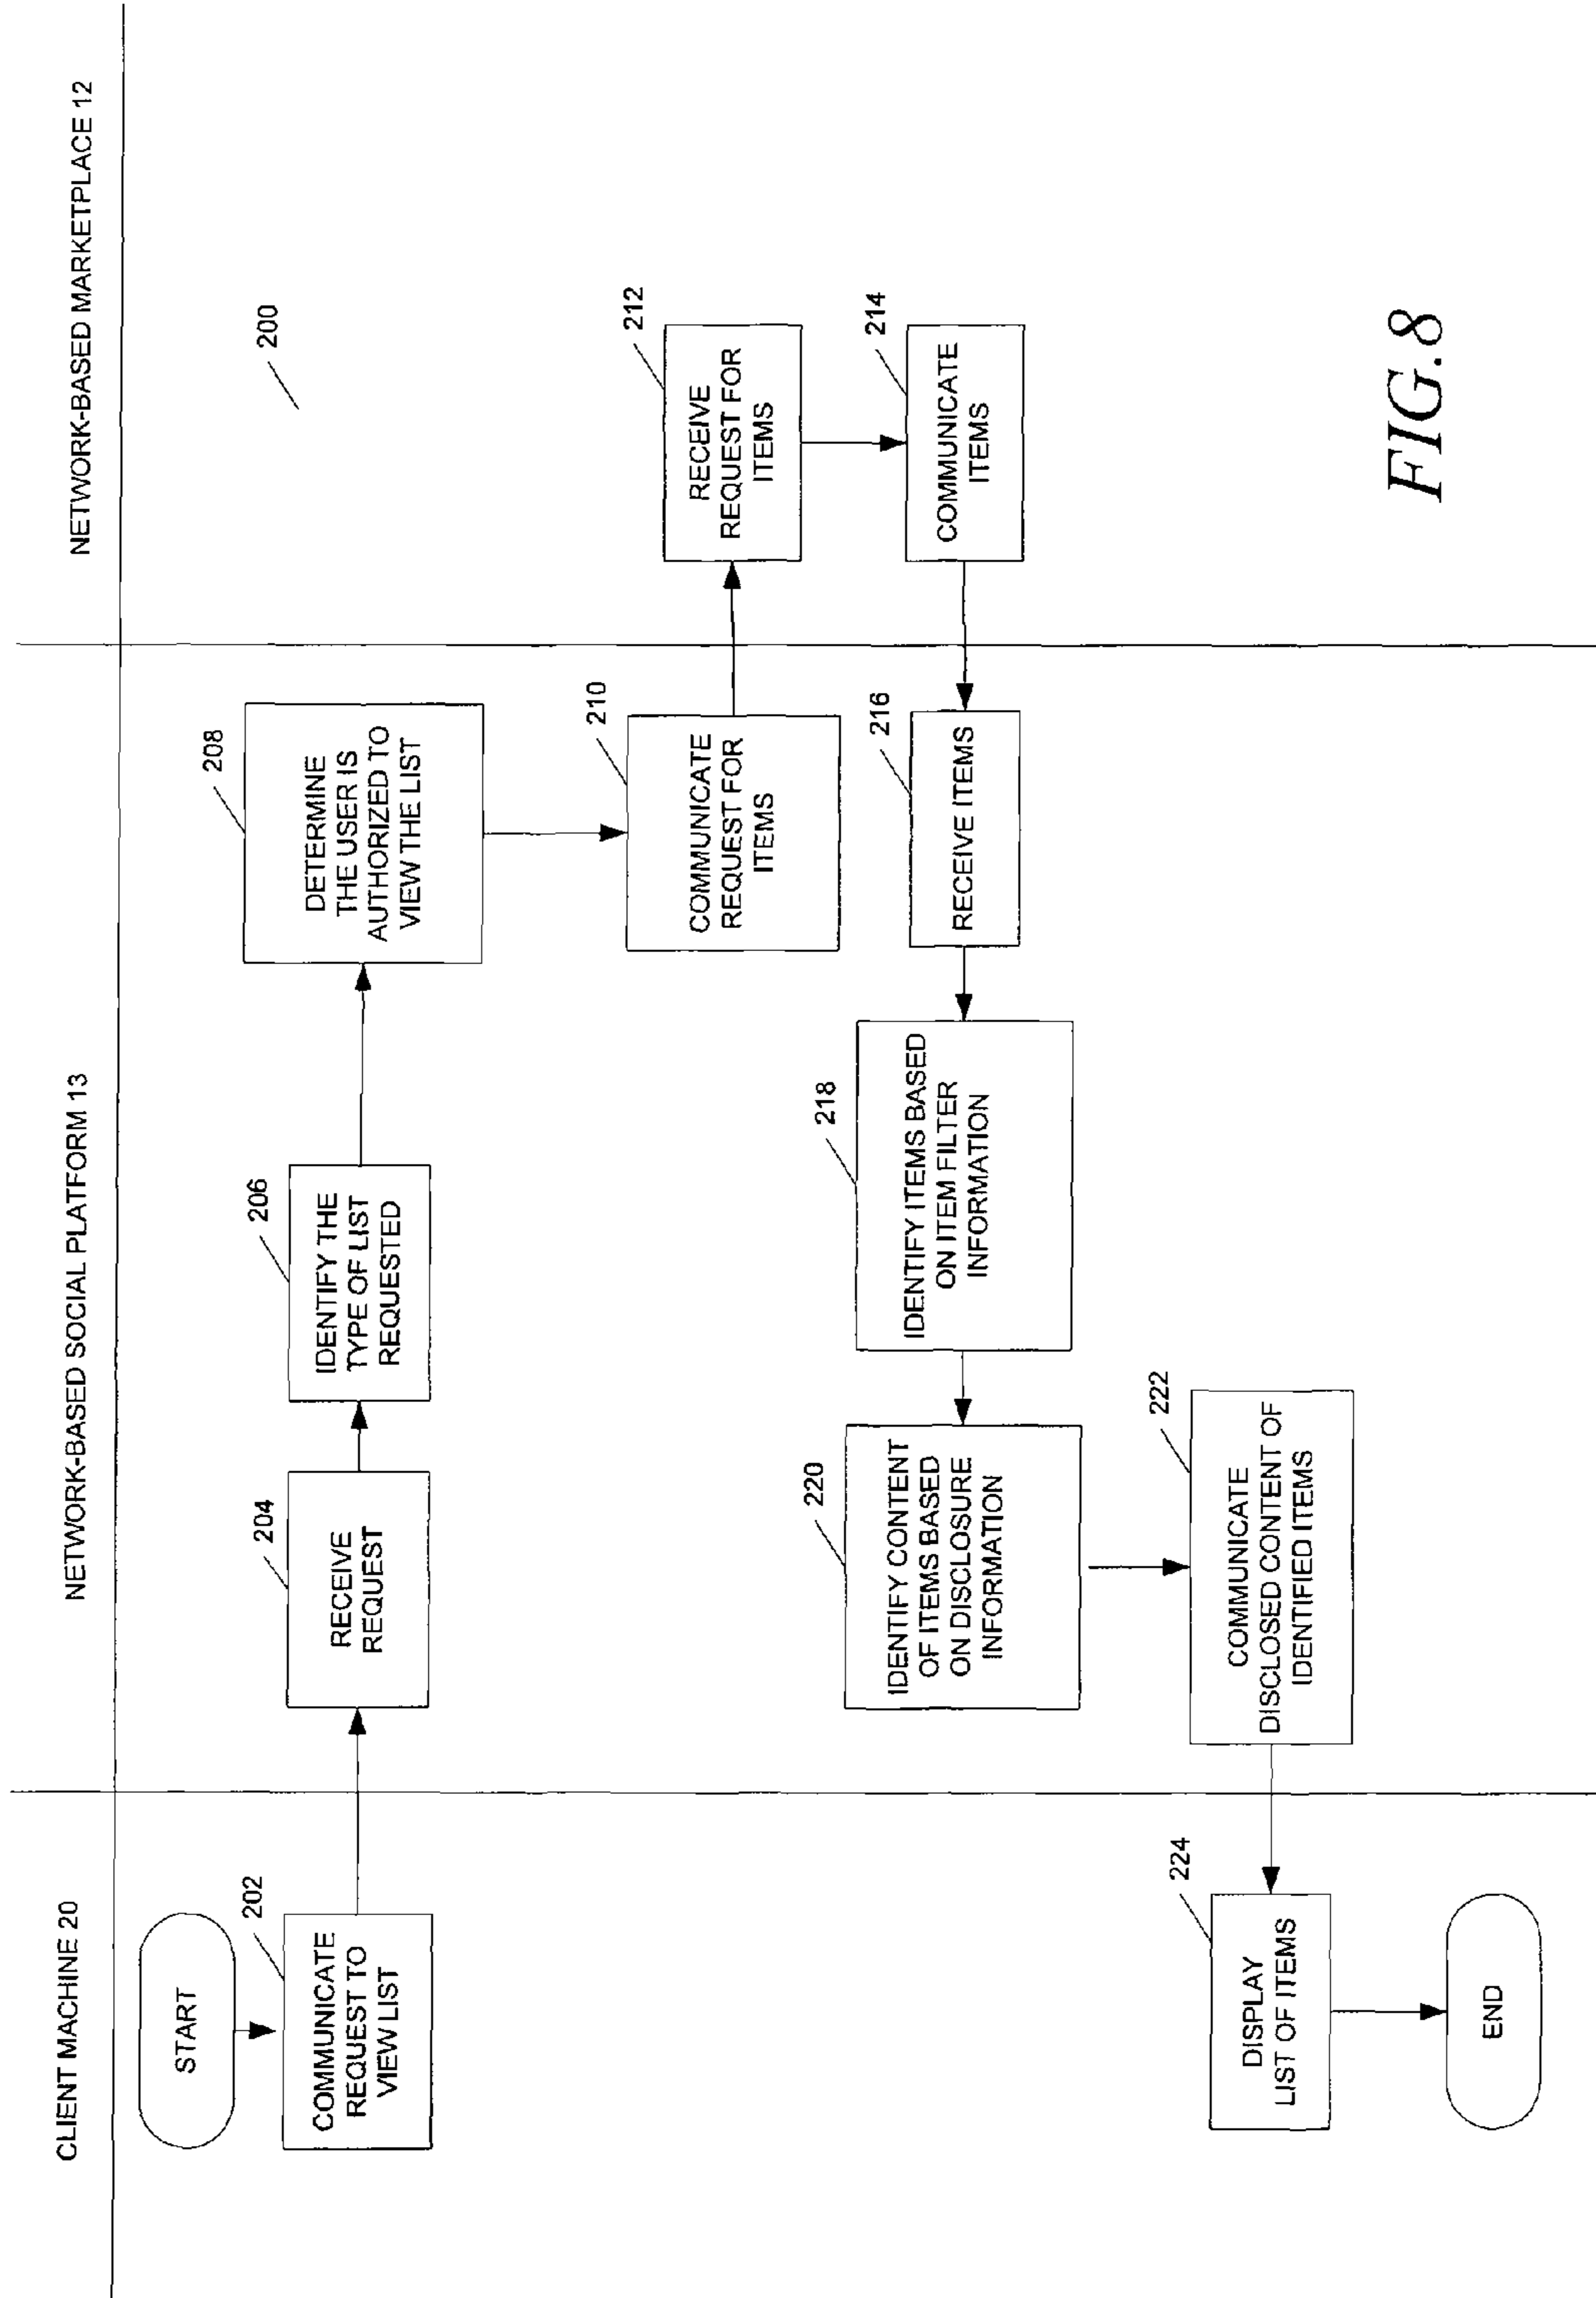 CLIENT MACHINE 20
NETWORK-BASED SOCIAL PLATFORM 13
NETWORK-BASED MARKETPLACE 12
200
START
202
COMMUNICATE
REQUEST TO
VIEW LIST
204
RECEIVE
REQUEST
206
IDENTIFY THE
TYPE OF LIST
REQUESTED
208
DETERMINE
THE USER IS
AUTHORIZED TO
VIEW THE LIST
210
COMMUNICATE
REQUEST FOR
ITEMS
212
RECEIVE
REQUEST FOR
ITEMS
214
COMMUNICATE
ITEMS
216
RECEIVE ITEMS
218
IDENTIFY ITEMS BASED
ON ITEM FILTER
INFORMATION
220
IDENTIFY CONTENT
OF ITEMS BASED
ON DISCLOSURE
INFORMATION
222
COMMUNICATE
DISCLOSED CONTENT OF
IDENTIFIED ITEMS
224
DISPLAY
LIST OF ITEMS
END
FIG.8